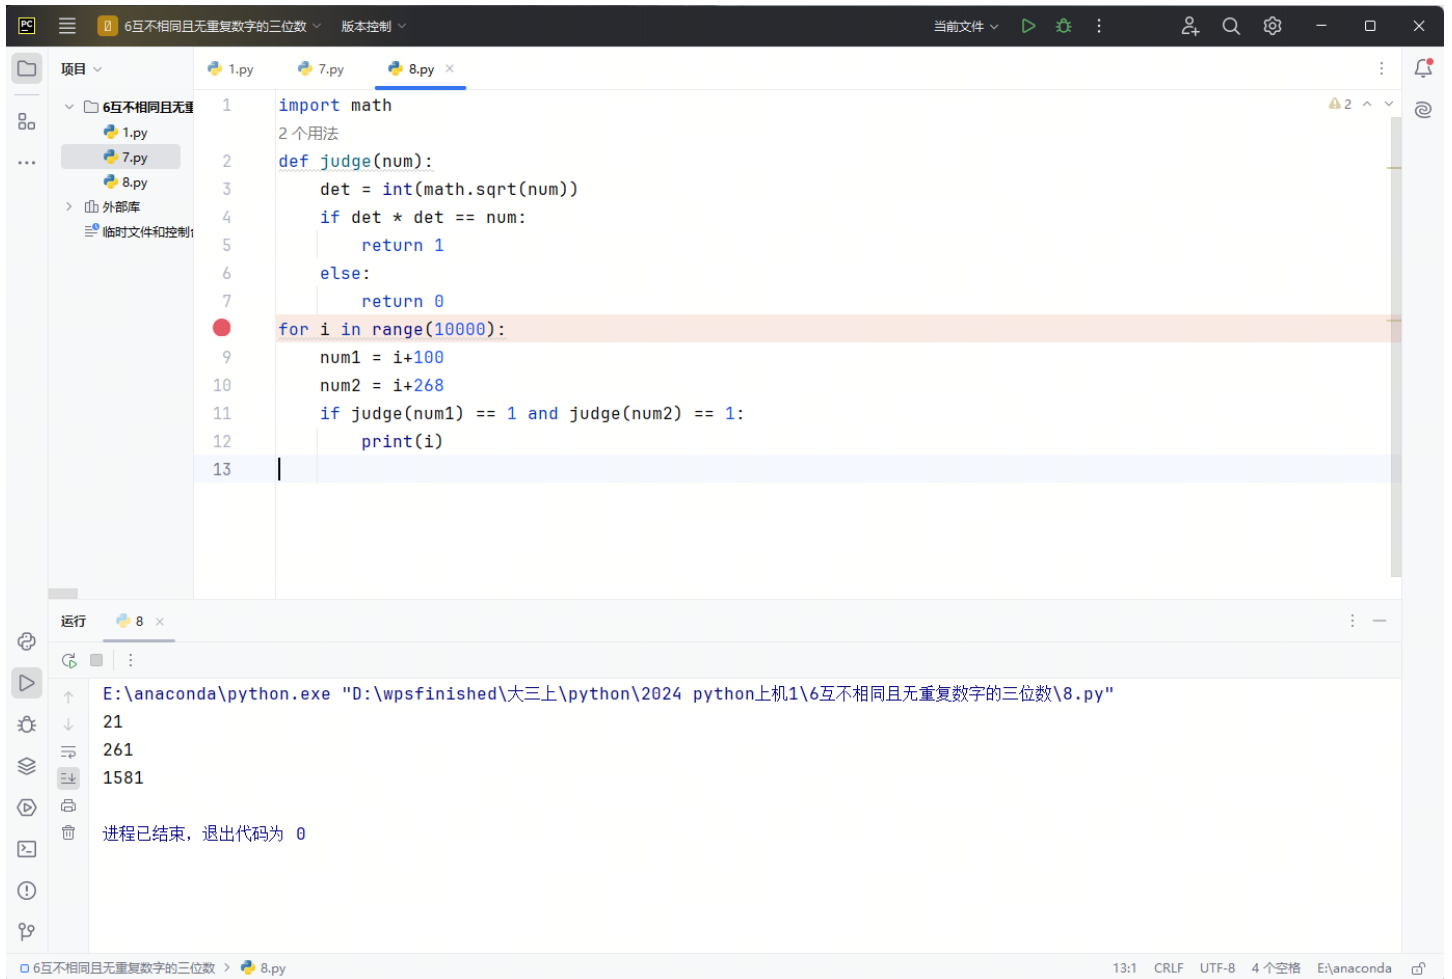 PC 6互不相同且无重复数字的三位数 版本控制 当前文件
项目
1.py 7.py 8.py
6互不相同且无重
1.py
7.py
8.py
外部库
临时文件和控制台
2
1 import math
2 个用法
2 def judge(num):
3 det = int(math.sqrt(num))
4 if det * det == num:
5 return 1
6 else:
7 return 0
for i in range(10000):
9 num1 = i+100
10 num2 = i+268
11 if judge(num1) == 1 and judge(num2) == 1:
12 print(i)
13
运行 8
E:\anaconda\python.exe "D:\wpsfinished\大三上\python\2024 python上机1\6互不相同且无重复数字的三位数\8.py"
21
261
1581
进程已结束，退出代码为 0
6互不相同且无重复数字的三位数 8.py 13:1 CRLF UTF-8 4 个空格 E:\anaconda